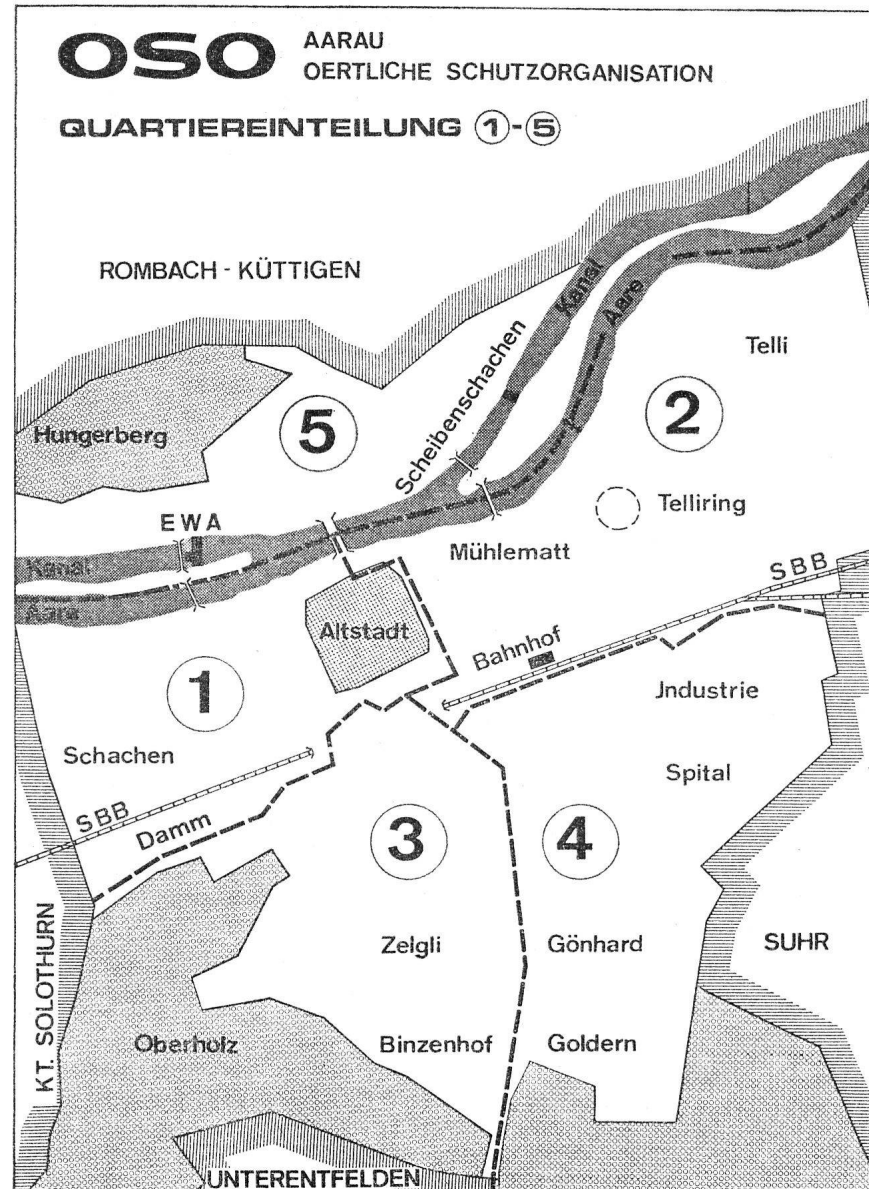 OSO
AARAU
OERTLICHE SCHUTZORGANISATION
QUARTIEREINTEILUNG 1-5
ROMBACH - KÜTTIGEN
Kanal
Aare
Scheibenschachen
Telli
Hungerberg
5
2
Telliring
EWA
Mühlematt
Kanal
Aare
SBB
Altstadt
Bahnhof
1
Jndustrie
Schachen
Spital
SBB
Damm
3
4
KT. SOLOTHURN
Zelgli
Gönhard
SUHR
Oberholz
Binzenhof
Goldern
UNTERENTFELDEN